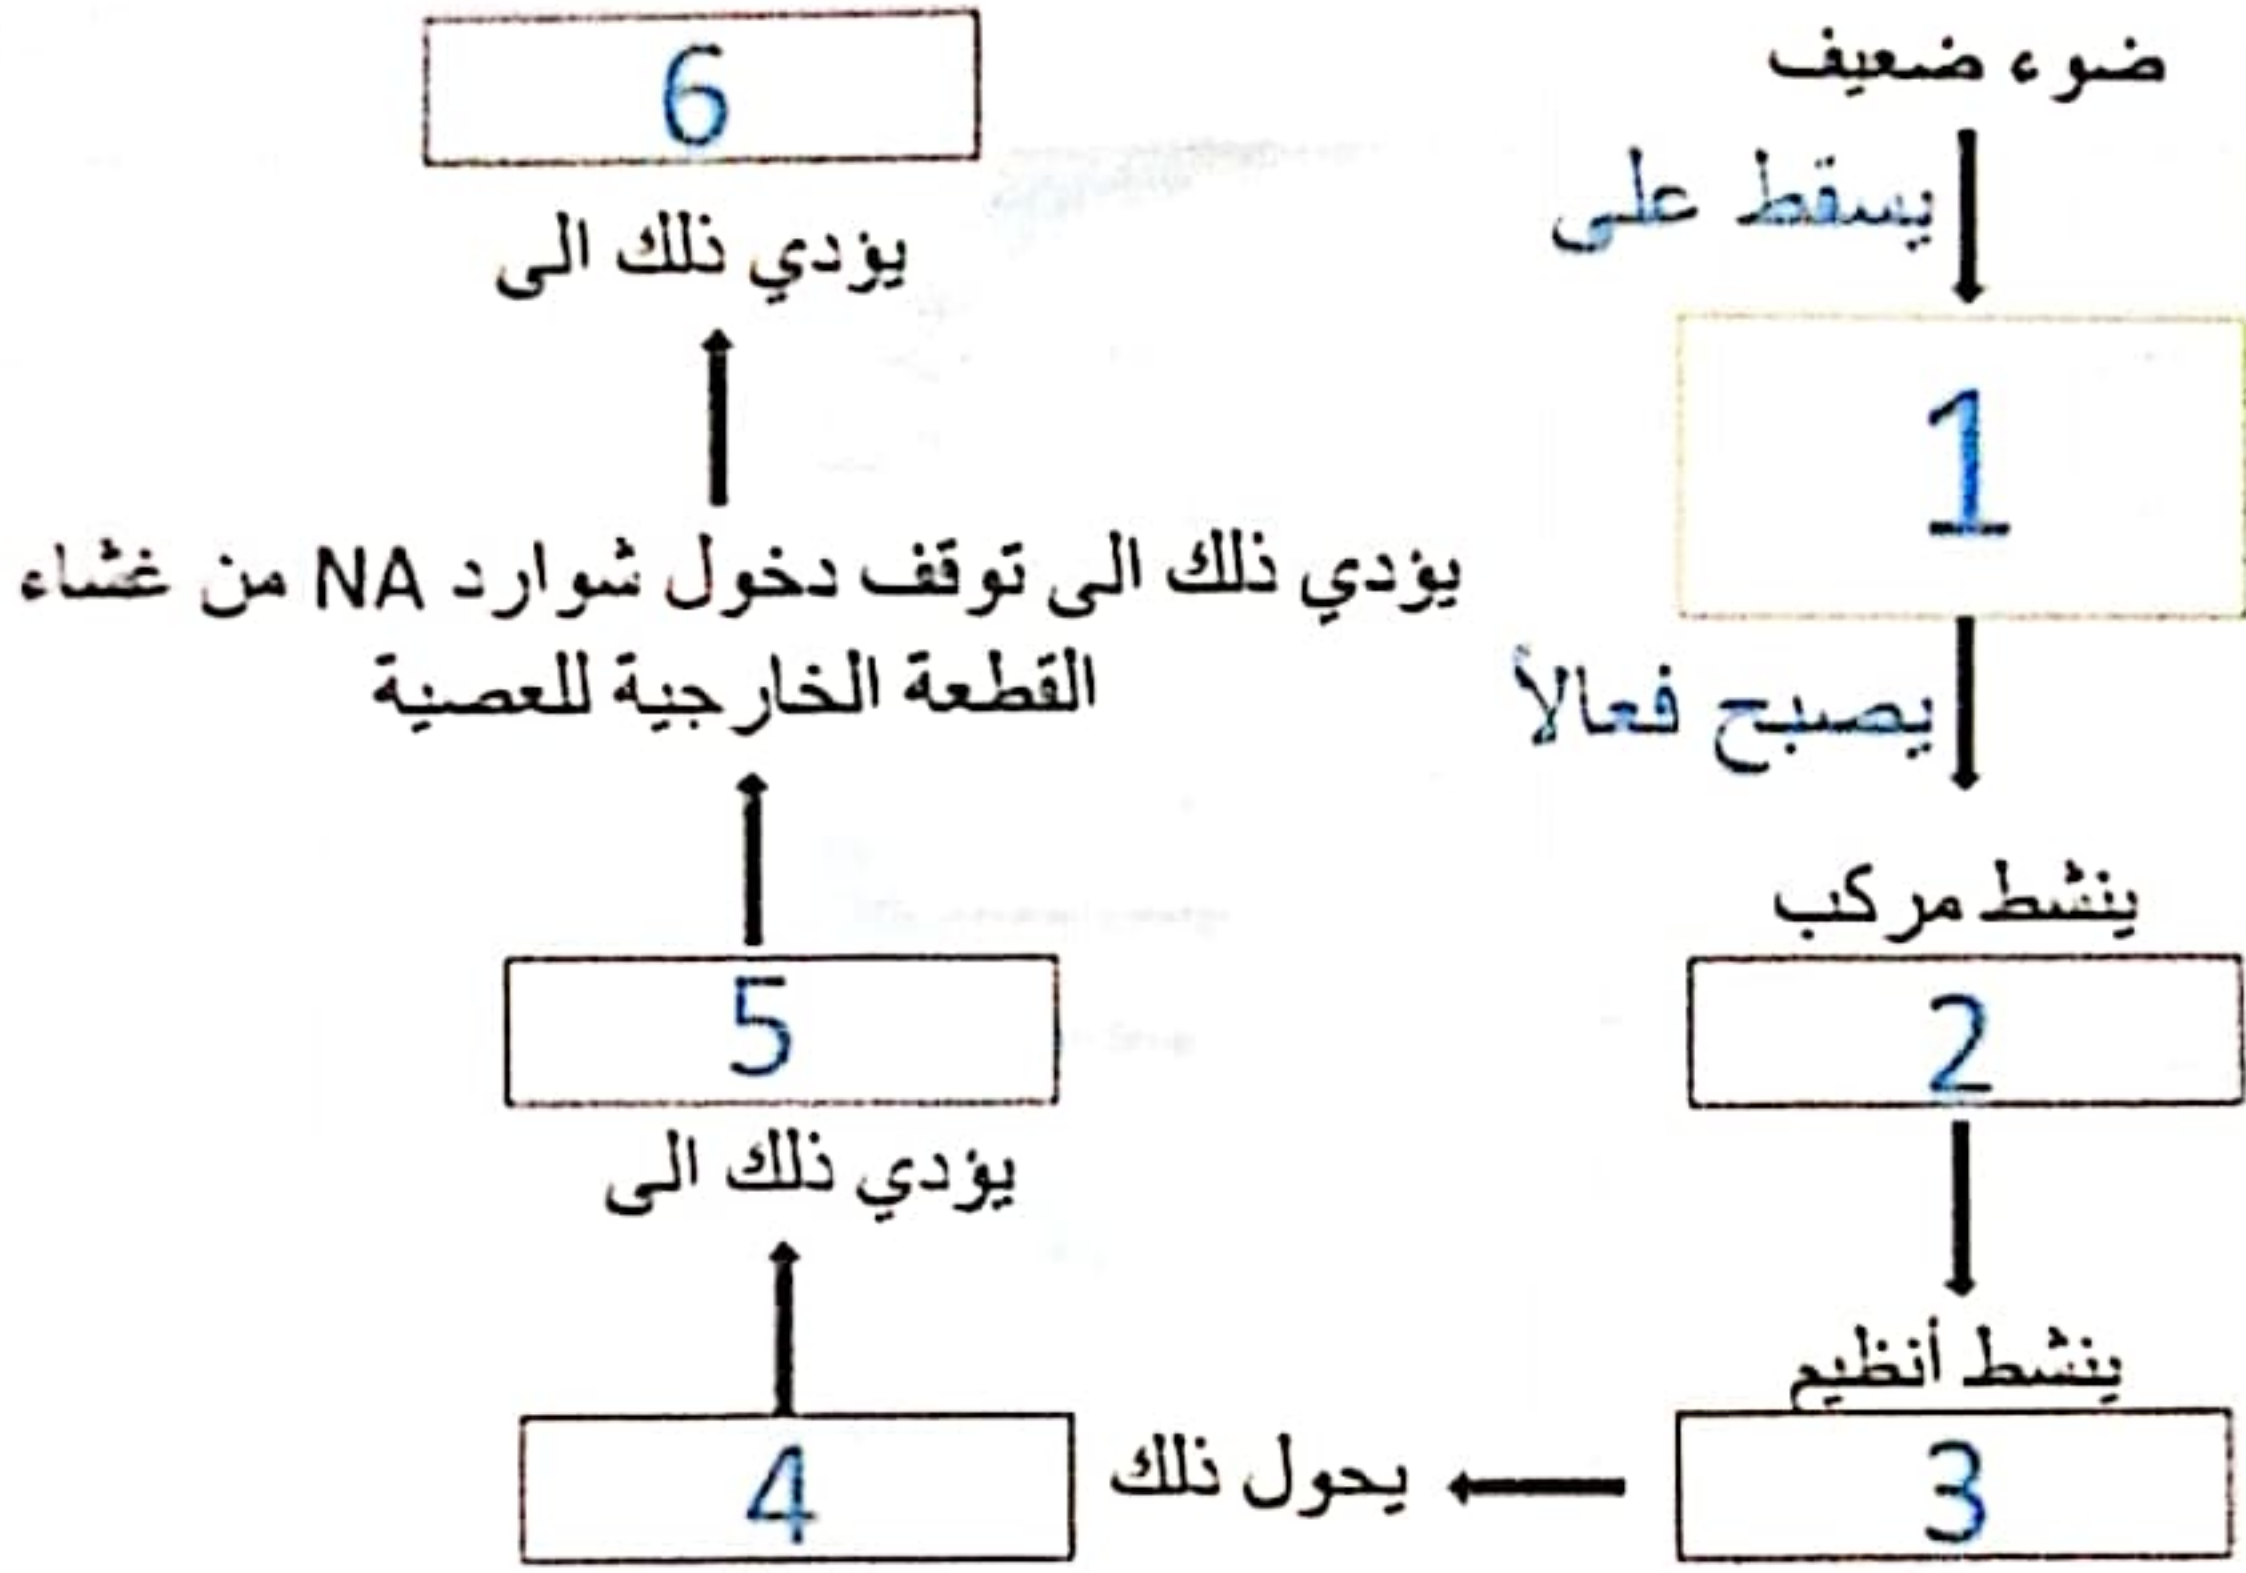 ضوء ضعيف
يسقط على
1
يصبح فعالاً
ينشط مركب
2
ينشط أنظيم
3
يحول ذلك
4
يؤدي ذلك الى
5
يؤدي ذلك الى توقف دخول شوارد NA من غشاء
القطعة الخارجية للعصية
يؤدي ذلك الى
6